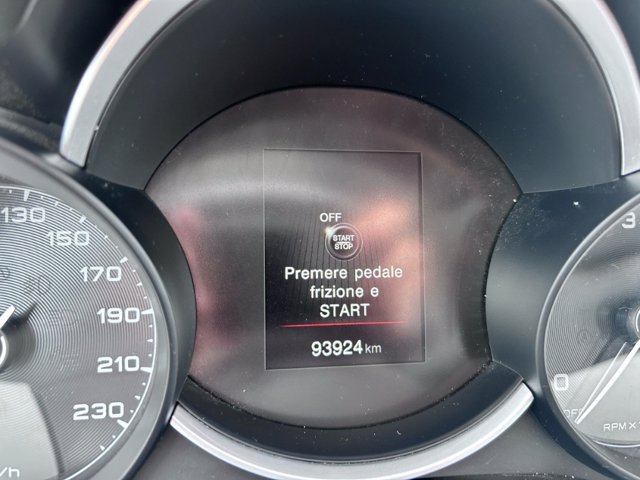 OFF
START
STOP
Premere pedale
frizione e
START
93924 km
130
150
170
190
210
230
0
3
RPM X